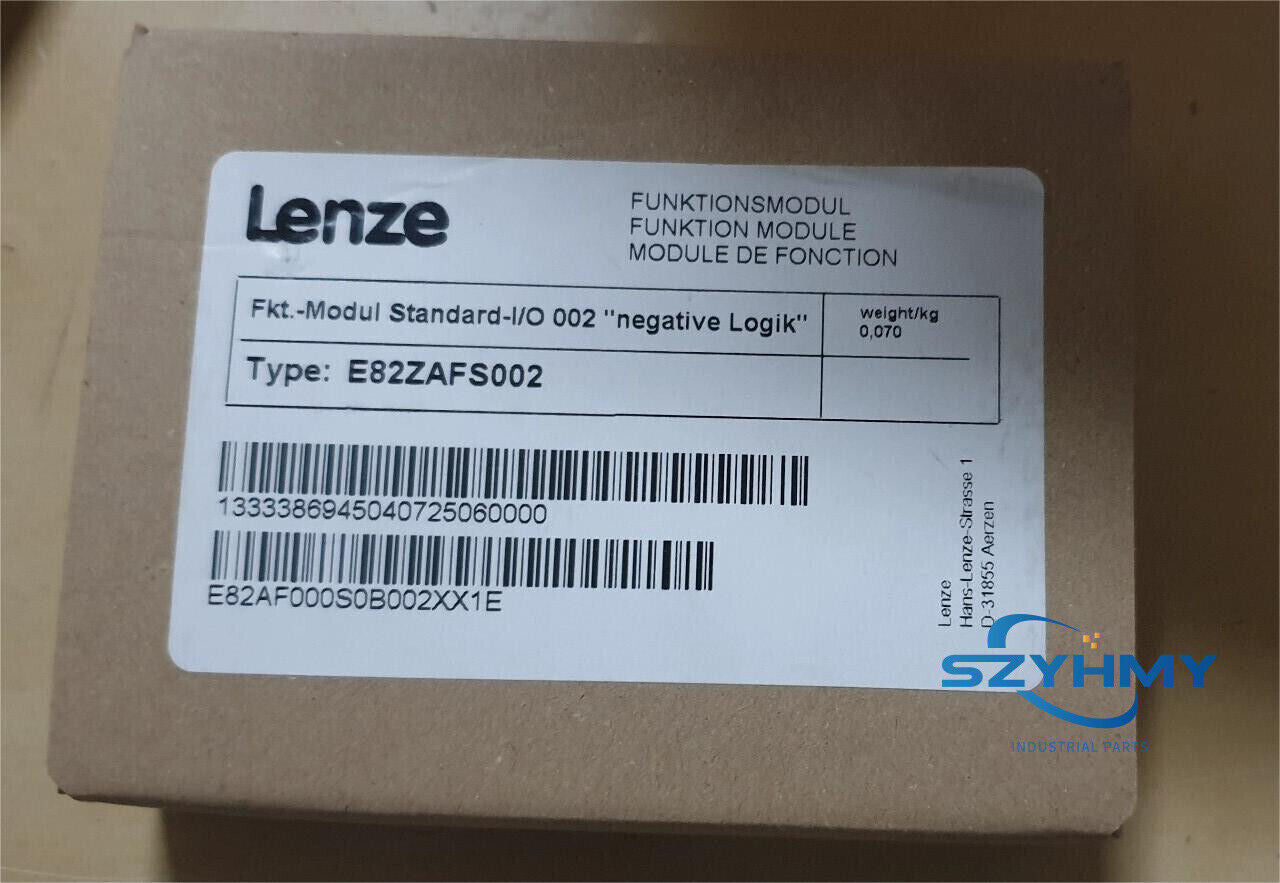 Lenze
FUNKTIONSMODUL
FUNKTION MODULE
MODULE DE FONCTION
Fkt.-Modul Standard-I/O 002 "negative Logik"
weight/kg
0,070
Type: E82ZAFS002
1333386945040725060000
E82AF000S0B002XX1E
Lenze
Hans-Lenze-Strasse 1
D-31855 Aerzen
SZYHMY
INDUSTRIAL PARTS